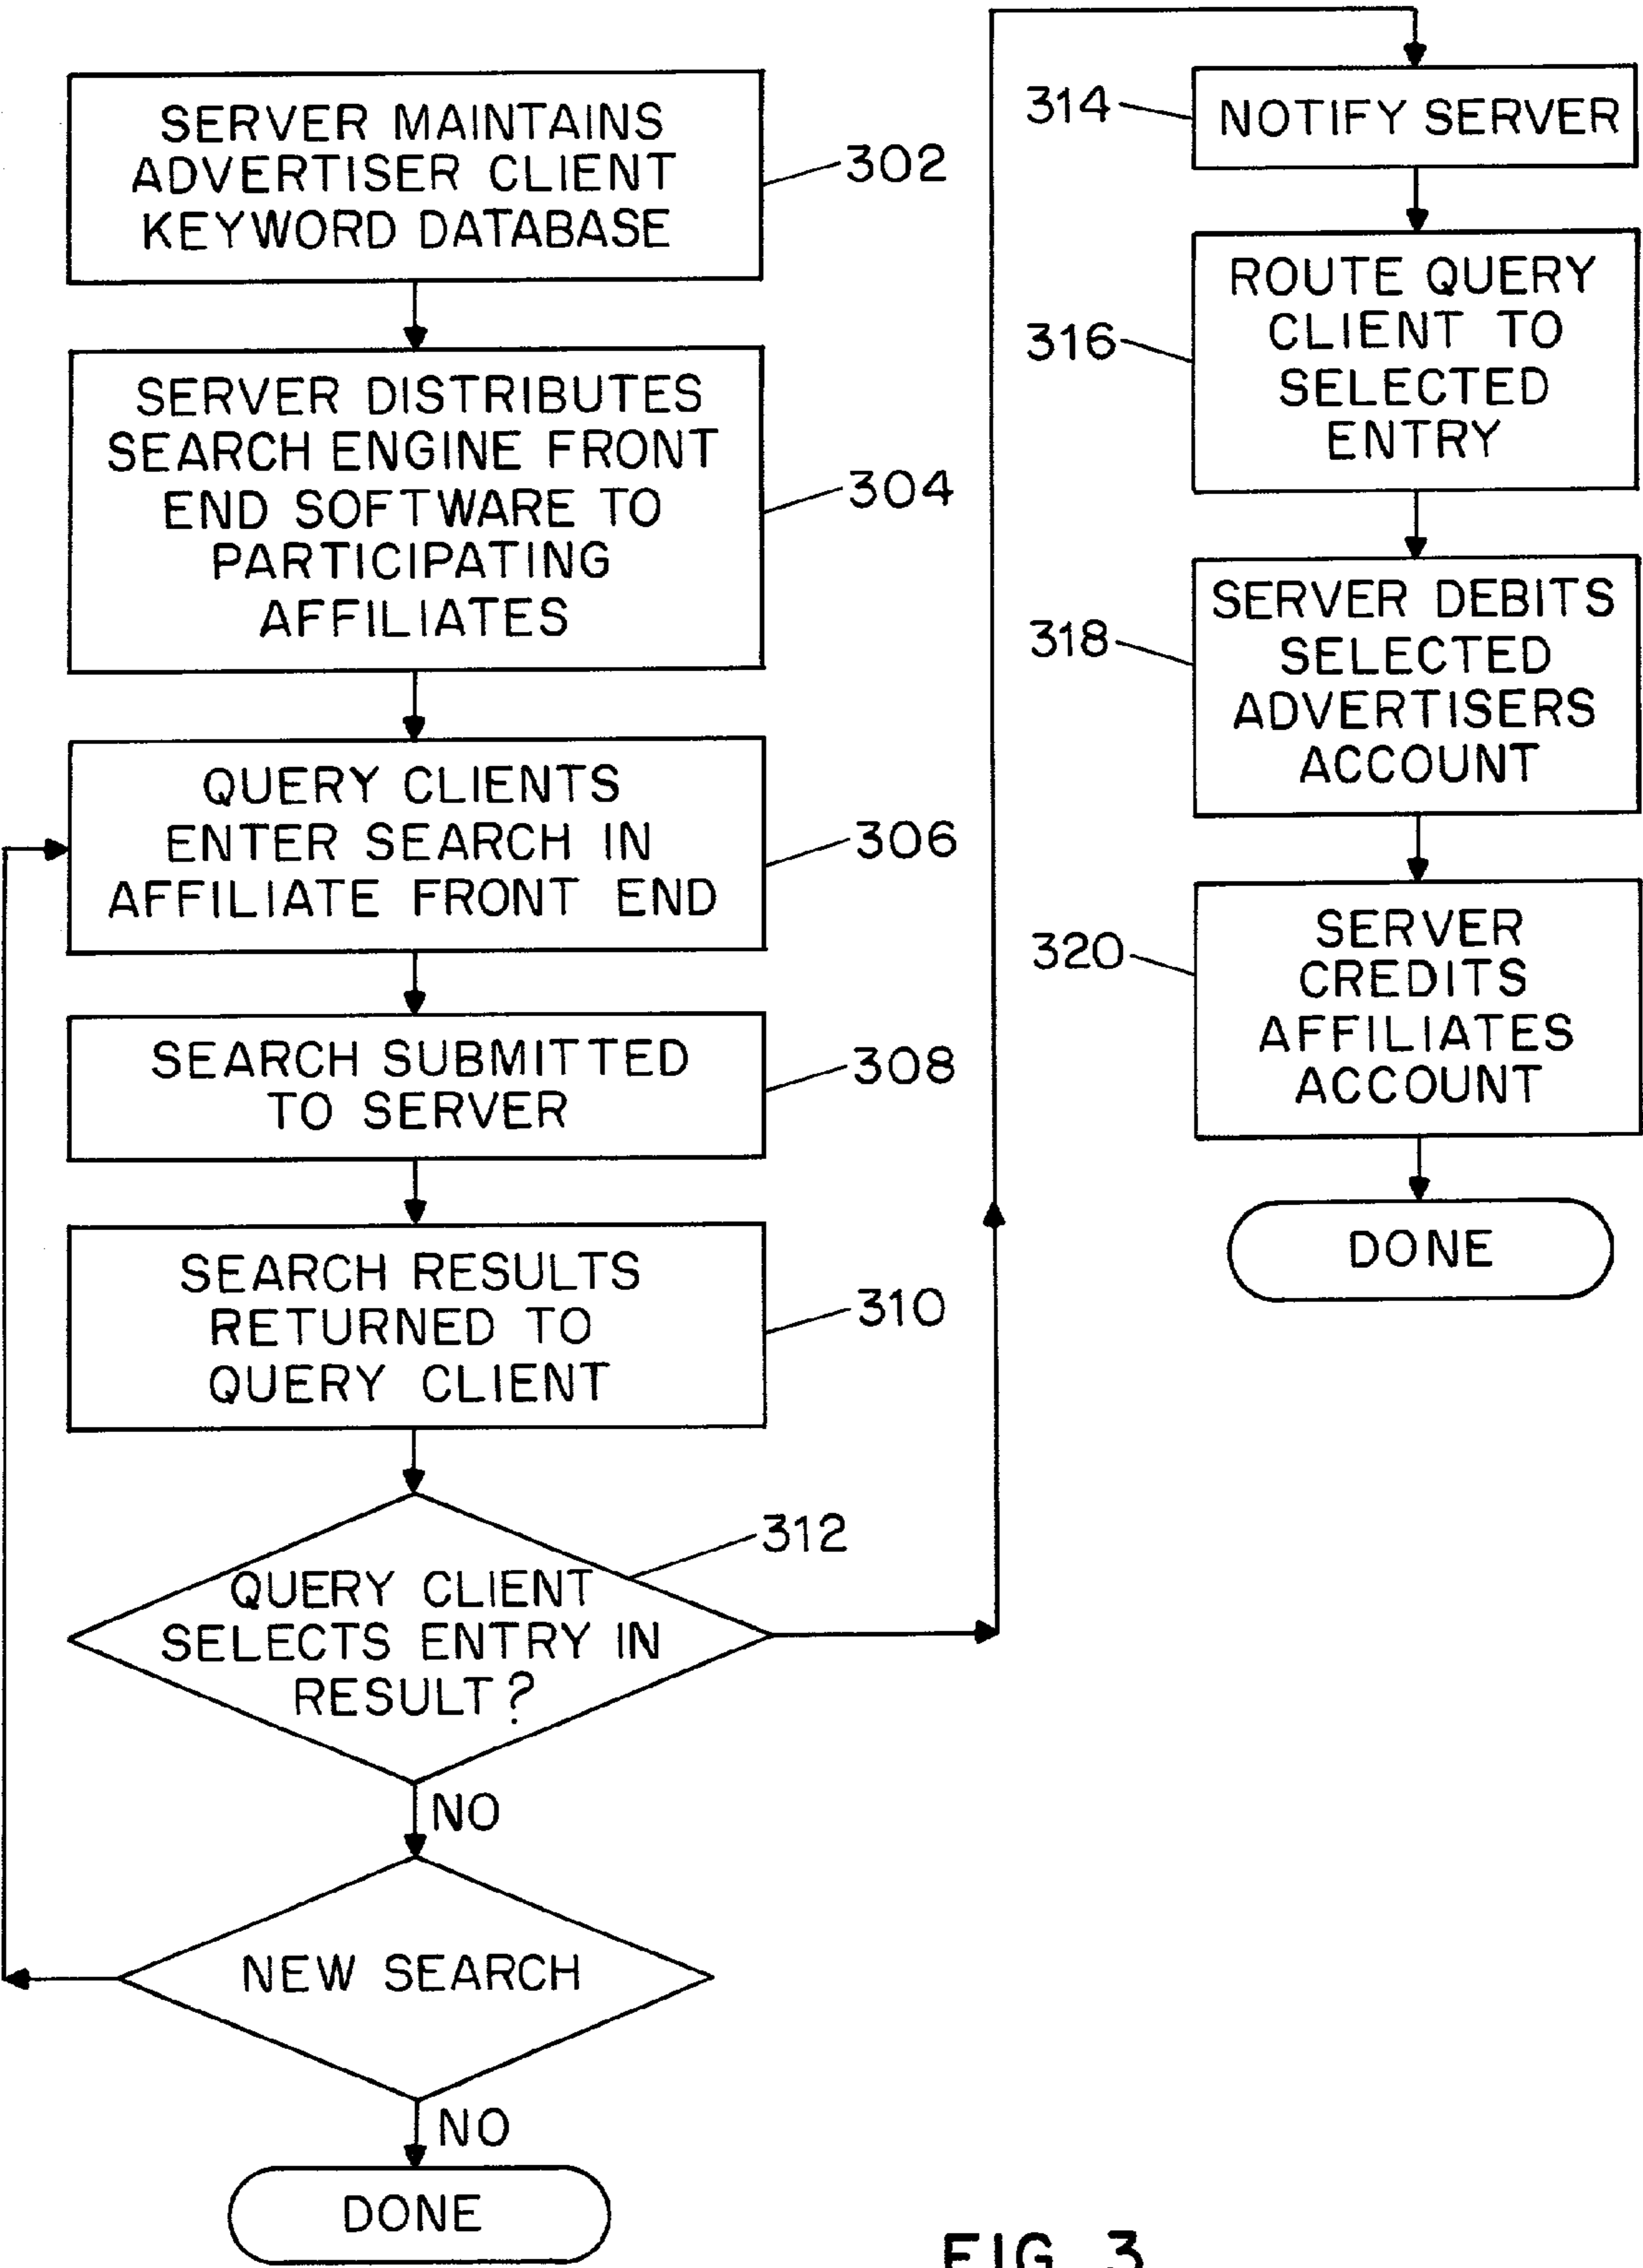 SERVER MAINTAINS
ADVERTISER CLIENT
KEYWORD DATABASE
302
SERVER DISTRIBUTES
SEARCH ENGINE FRONT
END SOFTWARE TO
PARTICIPATING
AFFILIATES
304
QUERY CLIENTS
ENTER SEARCH IN
AFFILIATE FRONT END
306
SEARCH SUBMITTED
TO SERVER
308
SEARCH RESULTS
RETURNED TO
QUERY CLIENT
310
312
QUERY CLIENT
SELECTS ENTRY IN
RESULT?
NO
NEW SEARCH
NO
DONE
314
NOTIFY SERVER
316
ROUTE QUERY
CLIENT TO
SELECTED
ENTRY
318
SERVER DEBITS
SELECTED
ADVERTISERS
ACCOUNT
320
SERVER
CREDITS
AFFILIATES
ACCOUNT
DONE
FIG. 3